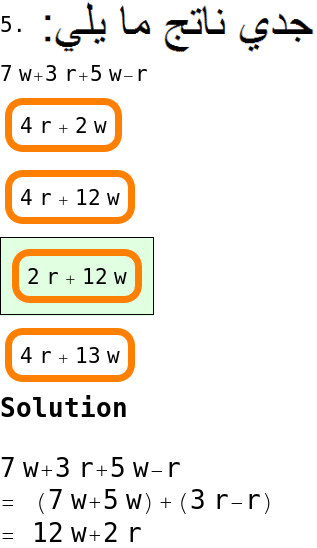 5. جدي ناتج ما يلي:
7 w+3 r+5 w−r
4 r + 2 w
4 r + 12 w
2 r + 12 w
4 r + 13 w
Solution
7 w+3 r+5 w−r
= (7 w+5 w) + (3 r−r)
= 12 w+2 r